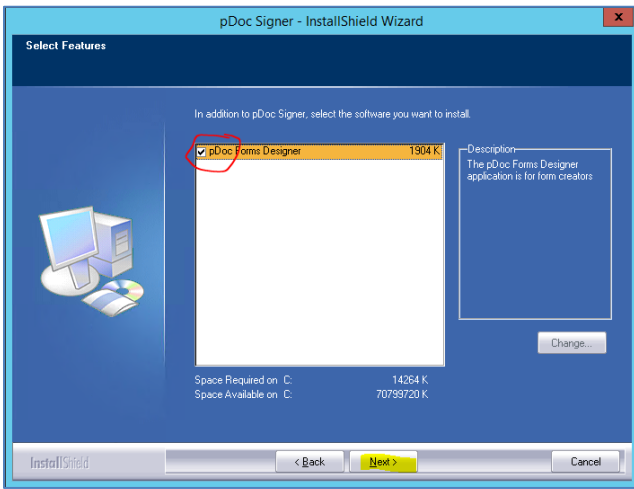 pDoc Signer - InstallShield Wizard
x
Select Features
In addition to pDoc Signer, select the software you want to install.
pDoc Forms Designer 1904 K
Description
The pDoc Forms Designer
application is for form creators
Change...
Space Required on C: 14264 K
Space Available on C: 70799720 K
InstallShield
< Back
Next >
Cancel